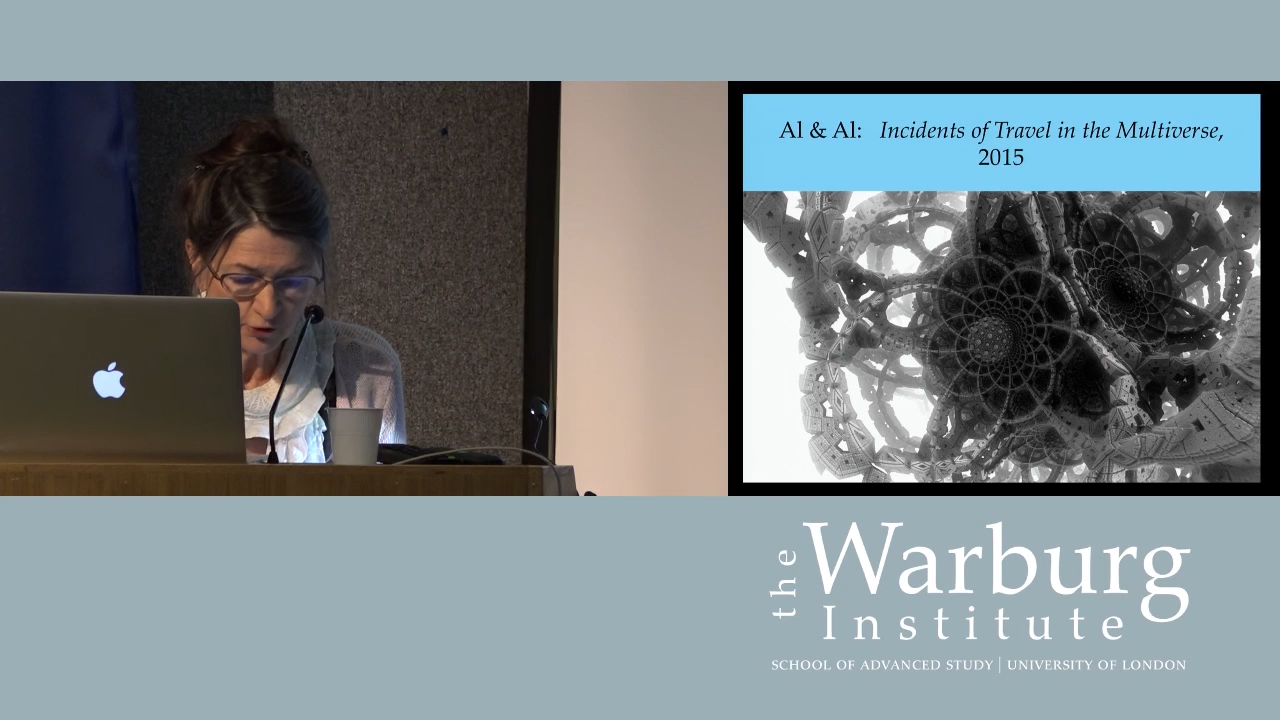 Al & Al: Incidents of Travel in the Multiverse,
2015
the Warburg
Institute
SCHOOL OF ADVANCED STUDY | UNIVERSITY OF LONDON